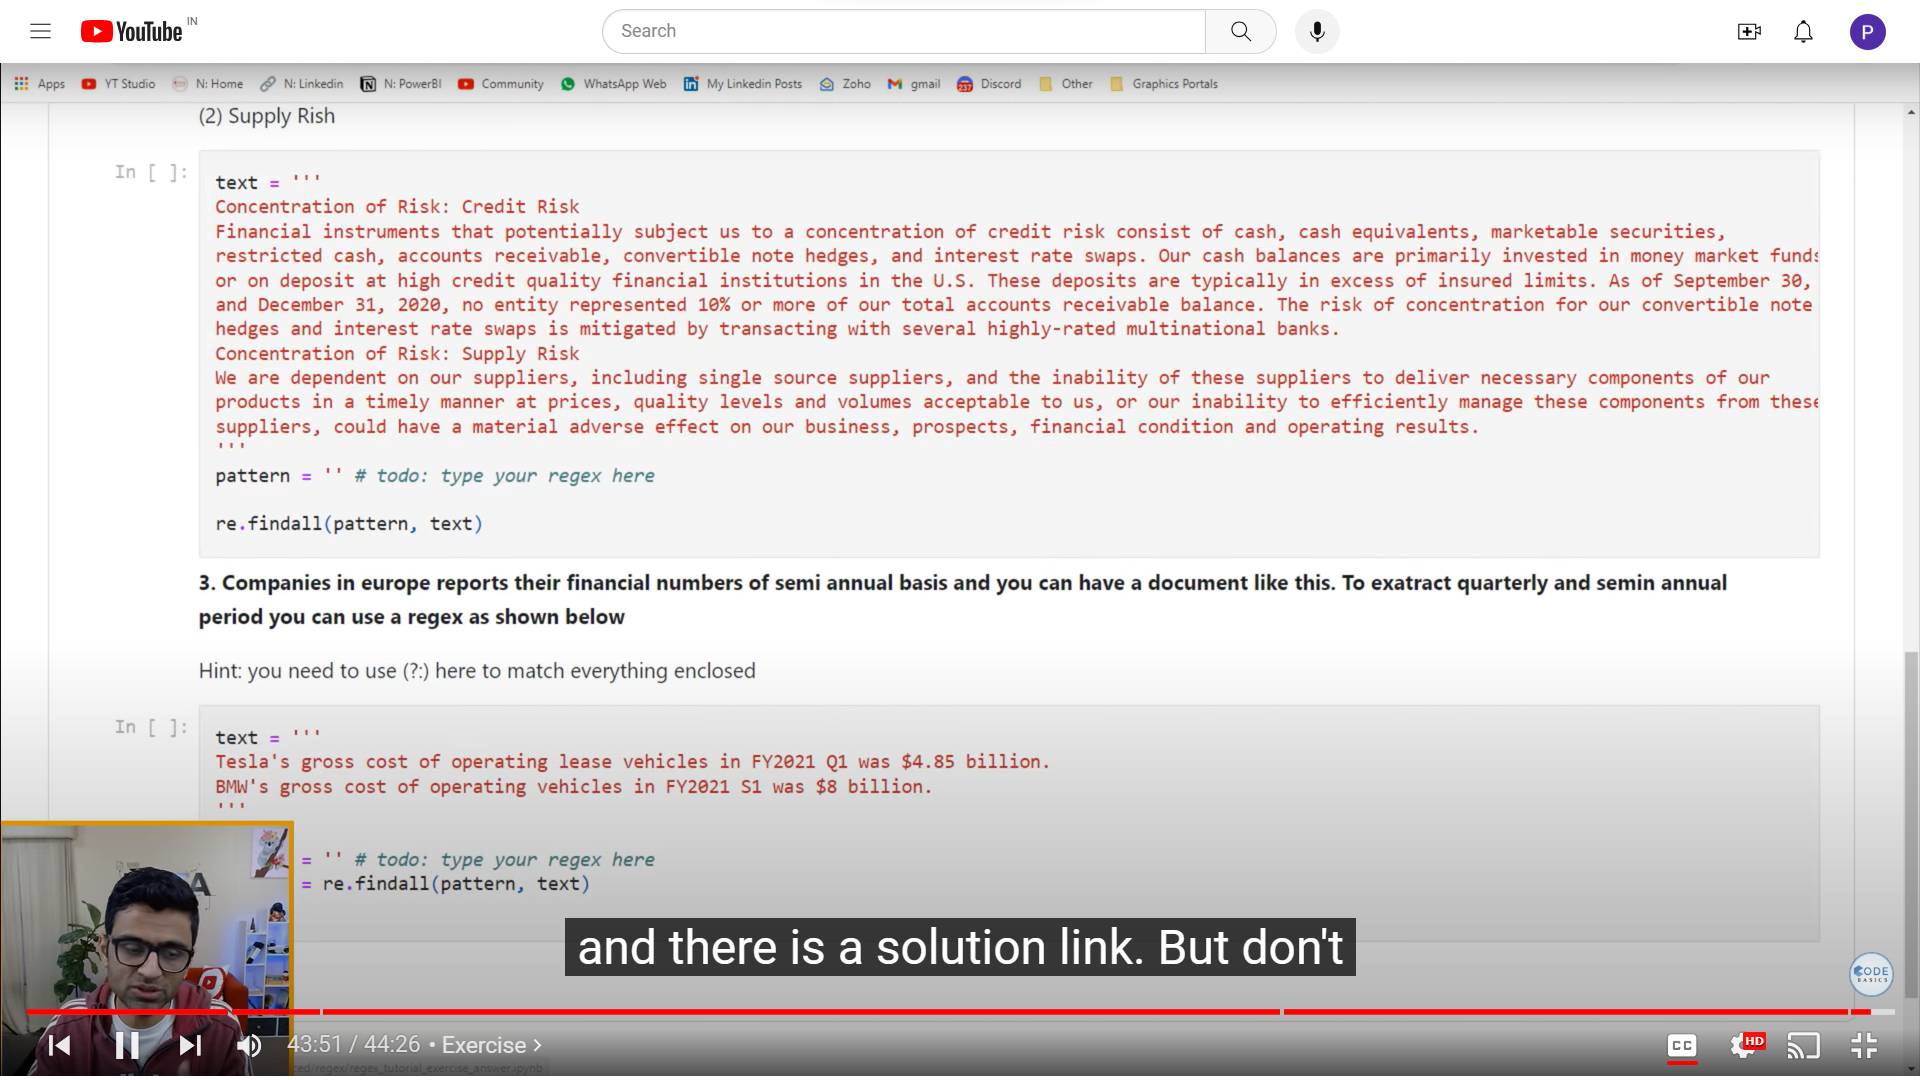 YouTube IN
Search
P
Apps YT Studio N: Home N: Linkedin N: PowerBI Community WhatsApp Web My Linkedin Posts Zoho gmail 237 Discord Other Graphics Portals
(2) Supply Rish
In [ ]:
text = '''
Concentration of Risk: Credit Risk
Financial instruments that potentially subject us to a concentration of credit risk consist of cash, cash equivalents, marketable securities,
restricted cash, accounts receivable, convertible note hedges, and interest rate swaps. Our cash balances are primarily invested in money market funds
or on deposit at high credit quality financial institutions in the U.S. These deposits are typically in excess of insured limits. As of September 30,
and December 31, 2020, no entity represented 10% or more of our total accounts receivable balance. The risk of concentration for our convertible note
hedges and interest rate swaps is mitigated by transacting with several highly-rated multinational banks.
Concentration of Risk: Supply Risk
We are dependent on our suppliers, including single source suppliers, and the inability of these suppliers to deliver necessary components of our
products in a timely manner at prices, quality levels and volumes acceptable to us, or our inability to efficiently manage these components from these
suppliers, could have a material adverse effect on our business, prospects, financial condition and operating results.
'''
pattern = '' # todo: type your regex here
re.findall(pattern, text)
3. Companies in europe reports their financial numbers of semi annual basis and you can have a document like this. To exatract quarterly and semin annual
period you can use a regex as shown below
Hint: you need to use (?:) here to match everything enclosed
In [ ]:
text = '''
Tesla's gross cost of operating lease vehicles in FY2021 Q1 was $4.85 billion.
BMW's gross cost of operating vehicles in FY2021 S1 was $8 billion.
'''
= '' # todo: type your regex here
= re.findall(pattern, text)
and there is a solution link. But don't
CODE
BASICS
43:51 / 44:26 • Exercise
CC HD
ced/regex/regex_tutorial_exercise_answer.ipynb